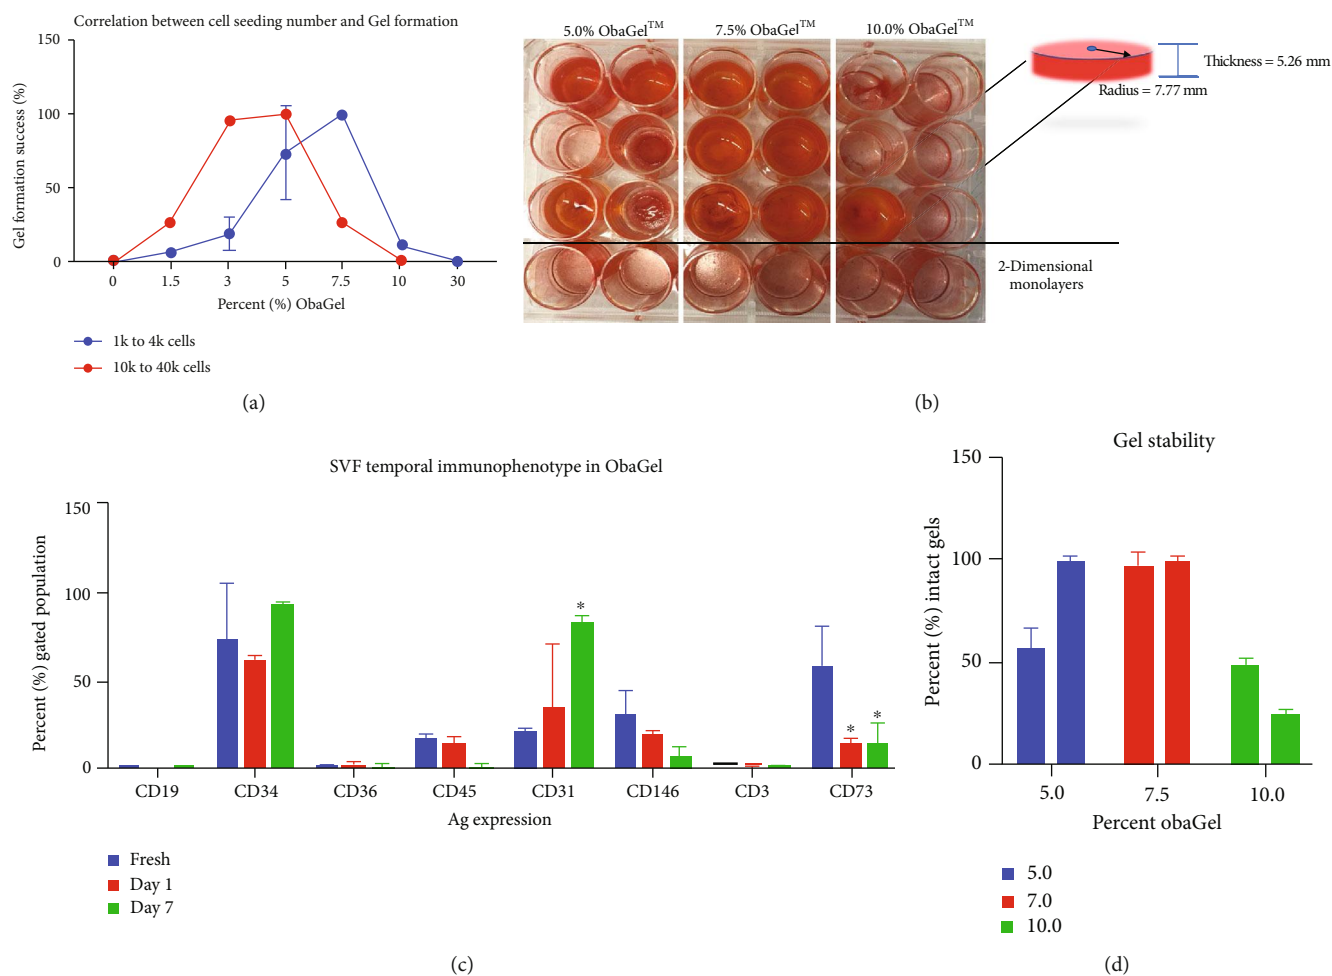 Correlation between cell seeding number and Gel formation
150
100
50
0
Gel formation success (%)
0 1.5 3 5 7.5 10 30
Percent (%) ObaGel
1k to 4k cells
10k to 40k cells
(a)
5.0% ObaGel™ 7.5% ObaGel™ 10.0% ObaGel™
Thickness = 5.26 mm
Radius = 7.77 mm
2-Dimensional
monolayers
(b)
SVF temporal immunophenotype in ObaGel
150
100
50
0
Percent (%) gated population
* * *
CD19 CD34 CD36 CD45 CD31 CD146 CD3 CD73
Ag expression
Fresh
Day 1
Day 7
(c)
Gel stability
150
100
50
0
Percent (%) intact gels
5.0 7.5 10.0
Percent obaGel
5.0
7.0
10.0
(d)